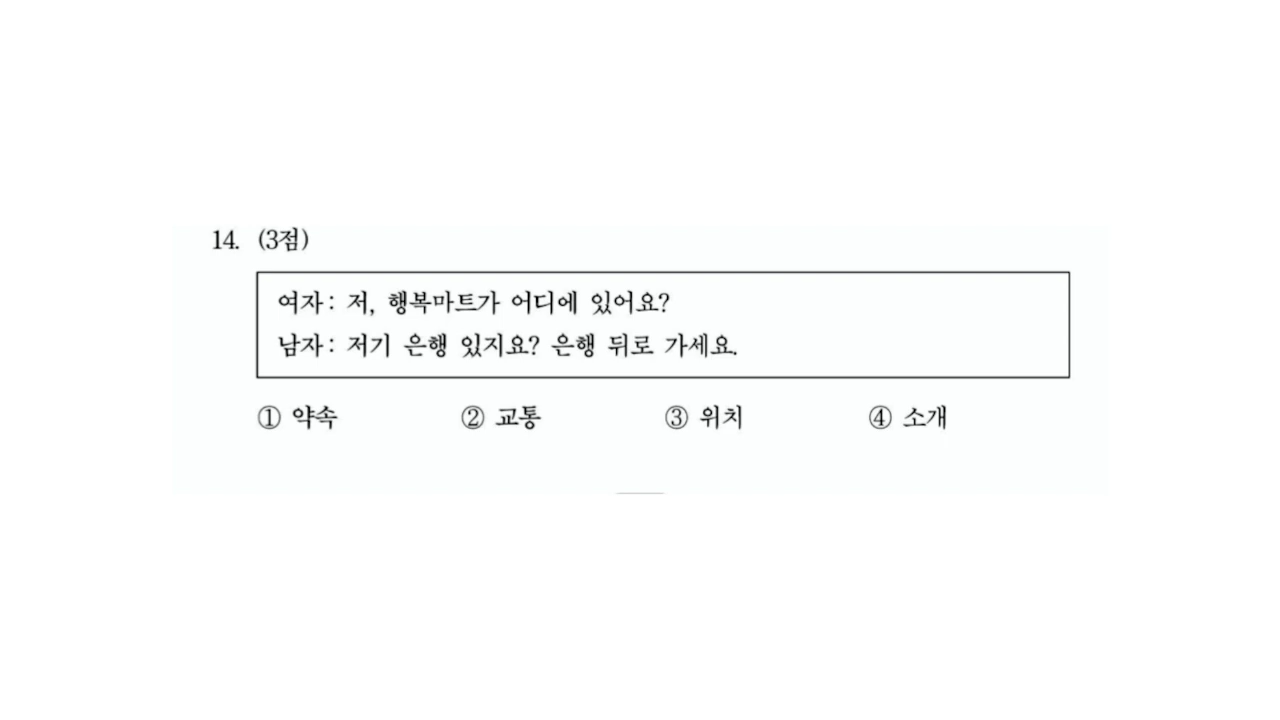 14. (3점)
여자 : 저, 행복마트가 어디에 있어요?
남자 : 저기 은행 있지요? 은행 뒤로 가세요.
① 약속 ② 교통 ③ 위치 ④ 소개